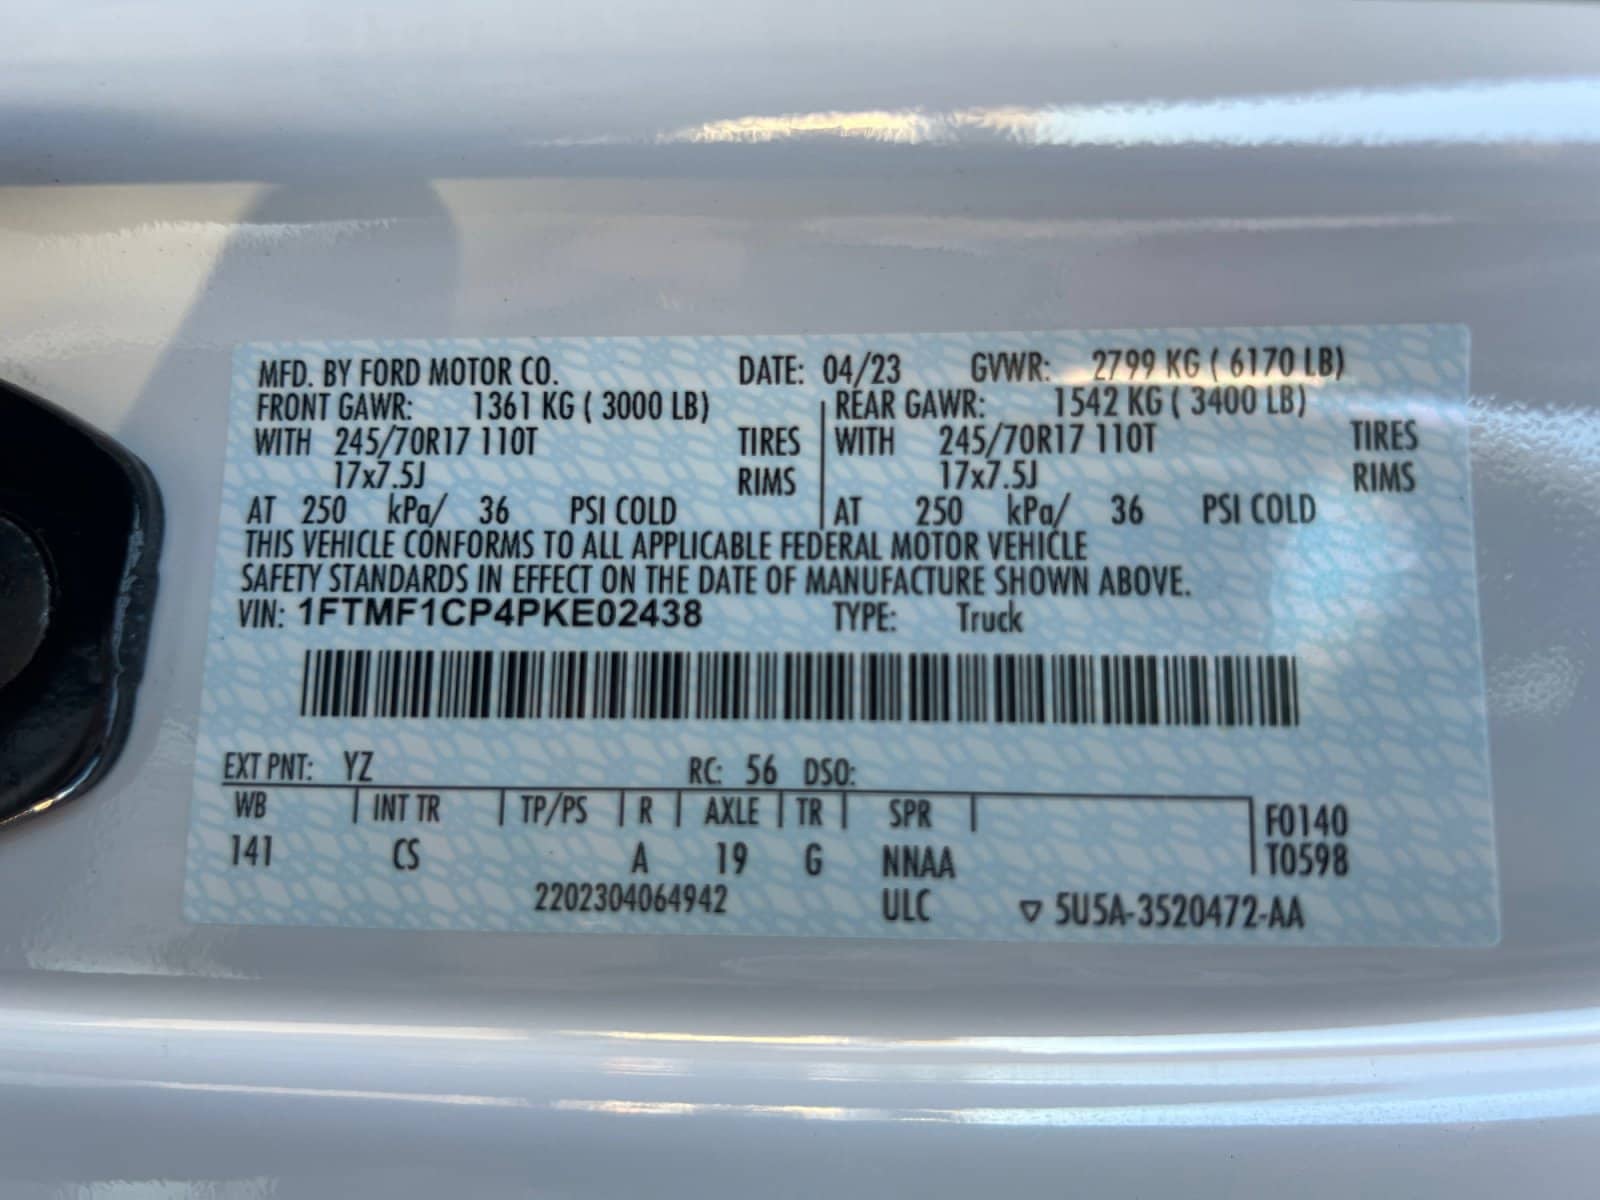 MFD. BY FORD MOTOR CO. DATE: 04/23 GVWR: 2799 KG ( 6170 LB)
FRONT GAWR: 1361 KG ( 3000 LB) REAR GAWR: 1542 KG ( 3400 LB)
WITH 245/70R17 110T TIRES WITH 245/70R17 110T TIRES
17x7.5J RIMS 17x7.5J RIMS
AT 250 kPa/ 36 PSI COLD AT 250 kPa/ 36 PSI COLD
THIS VEHICLE CONFORMS TO ALL APPLICABLE FEDERAL MOTOR VEHICLE
SAFETY STANDARDS IN EFFECT ON THE DATE OF MANUFACTURE SHOWN ABOVE.
VIN: 1FTMF1CP4PKE02438 TYPE: Truck
EXT PNT: YZ RC: 56 DSO:
WB INT TR TP/PS R AXLE TR SPR F0140
141 CS A 19 G NNAA T0598
2202304064942 ULC ▽ 5U5A-3520472-AA